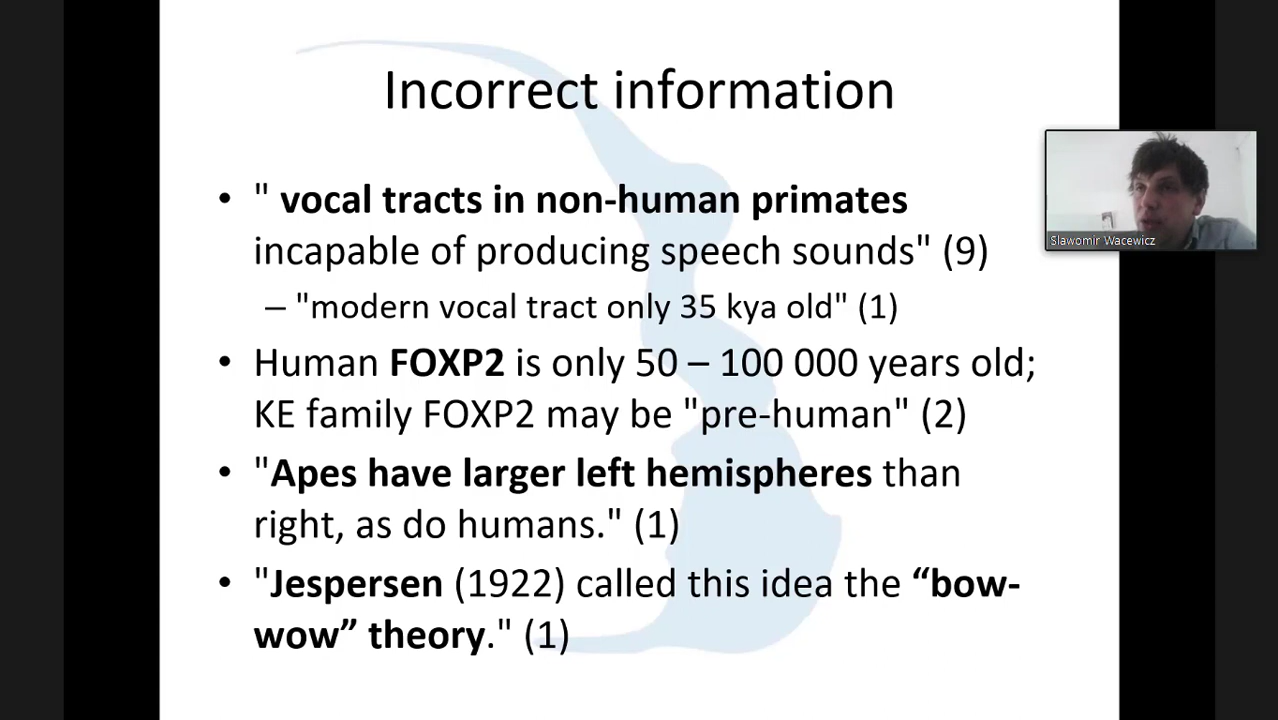 Incorrect information
• " vocal tracts in non-human primates
incapable of producing speech sounds" (9)
– "modern vocal tract only 35 kya old" (1)
• Human FOXP2 is only 50 – 100 000 years old;
KE family FOXP2 may be "pre-human" (2)
• "Apes have larger left hemispheres than
right, as do humans." (1)
• "Jespersen (1922) called this idea the “bow-
wow” theory." (1)
Slawomir Wacewicz